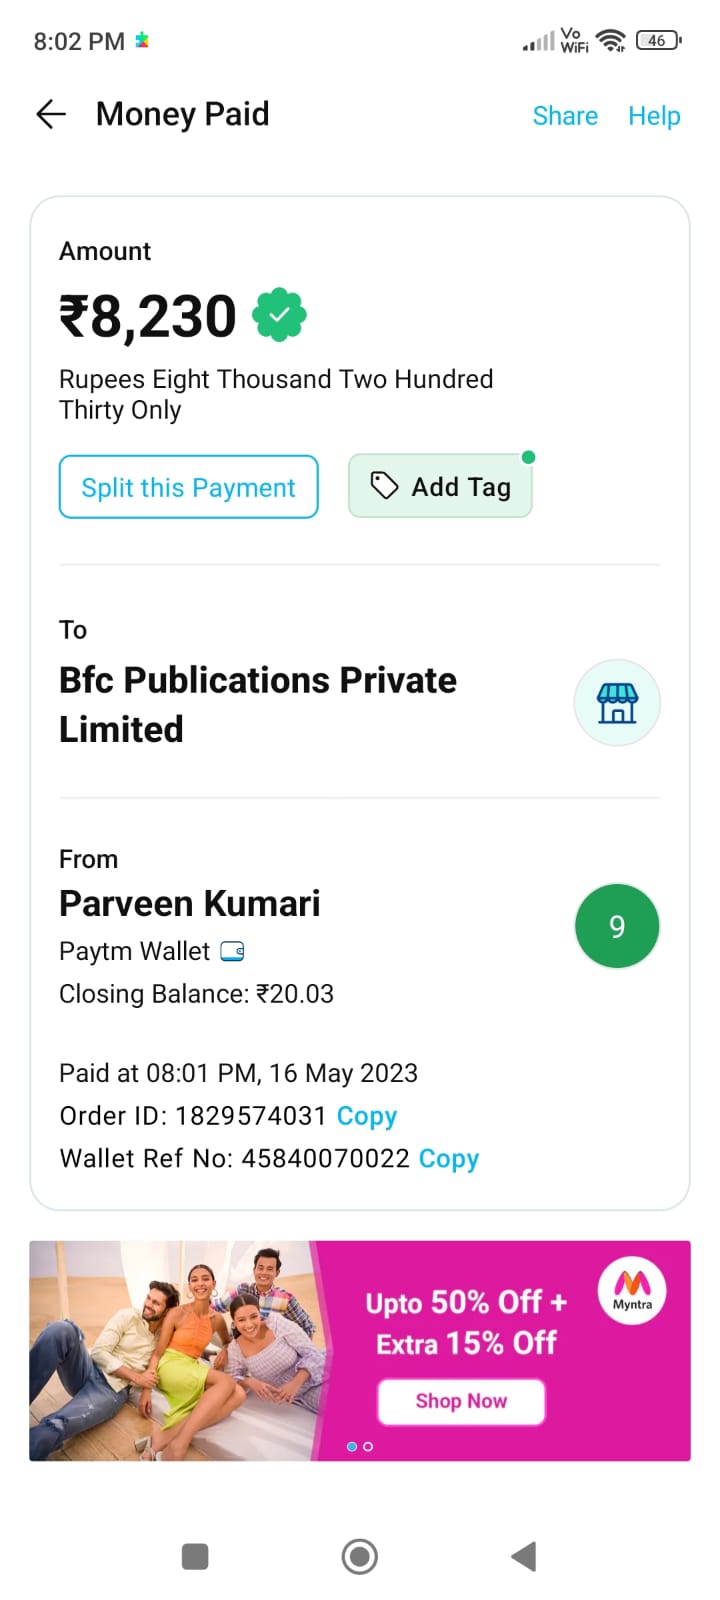 8:02 PM
Vo
WiFi
46
Money Paid
Share
Help
Amount
₹8,230
Rupees Eight Thousand Two Hundred
Thirty Only
Split this Payment
Add Tag
To
Bfc Publications Private
Limited
From
Parveen Kumari
9
Paytm Wallet
Closing Balance: ₹20.03
Paid at 08:01 PM, 16 May 2023
Order ID: 1829574031 Copy
Wallet Ref No: 45840070022 Copy
Upto 50% Off +
Extra 15% Off
Myntra
Shop Now